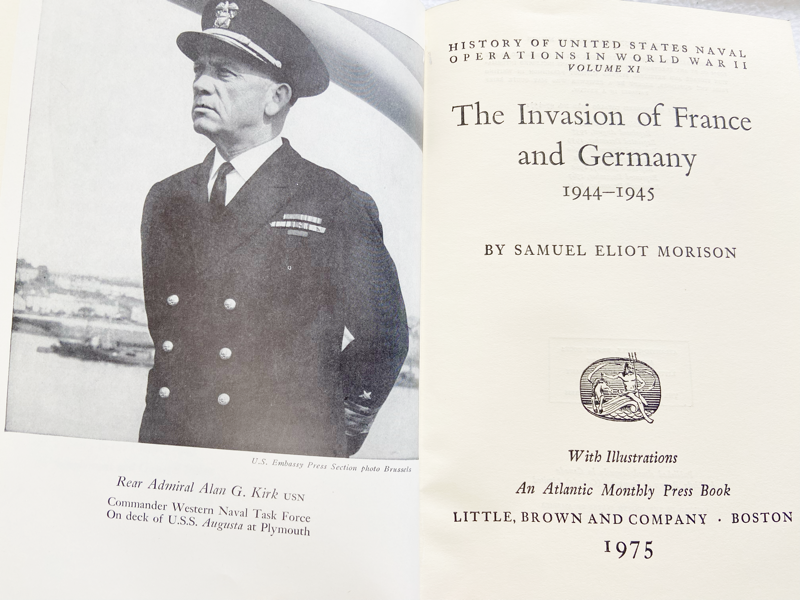 U.S. Embassy Press Section photo Brussels
Rear Admiral Alan G. Kirk USN
Commander Western Naval Task Force
On deck of U.S.S. Augusta at Plymouth
HISTORY OF UNITED STATES NAVAL
OPERATIONS IN WORLD WAR II
VOLUME XI
The Invasion of France
and Germany
1944–1945
BY SAMUEL ELIOT MORISON
With Illustrations
An Atlantic Monthly Press Book
LITTLE, BROWN AND COMPANY · BOSTON
1975